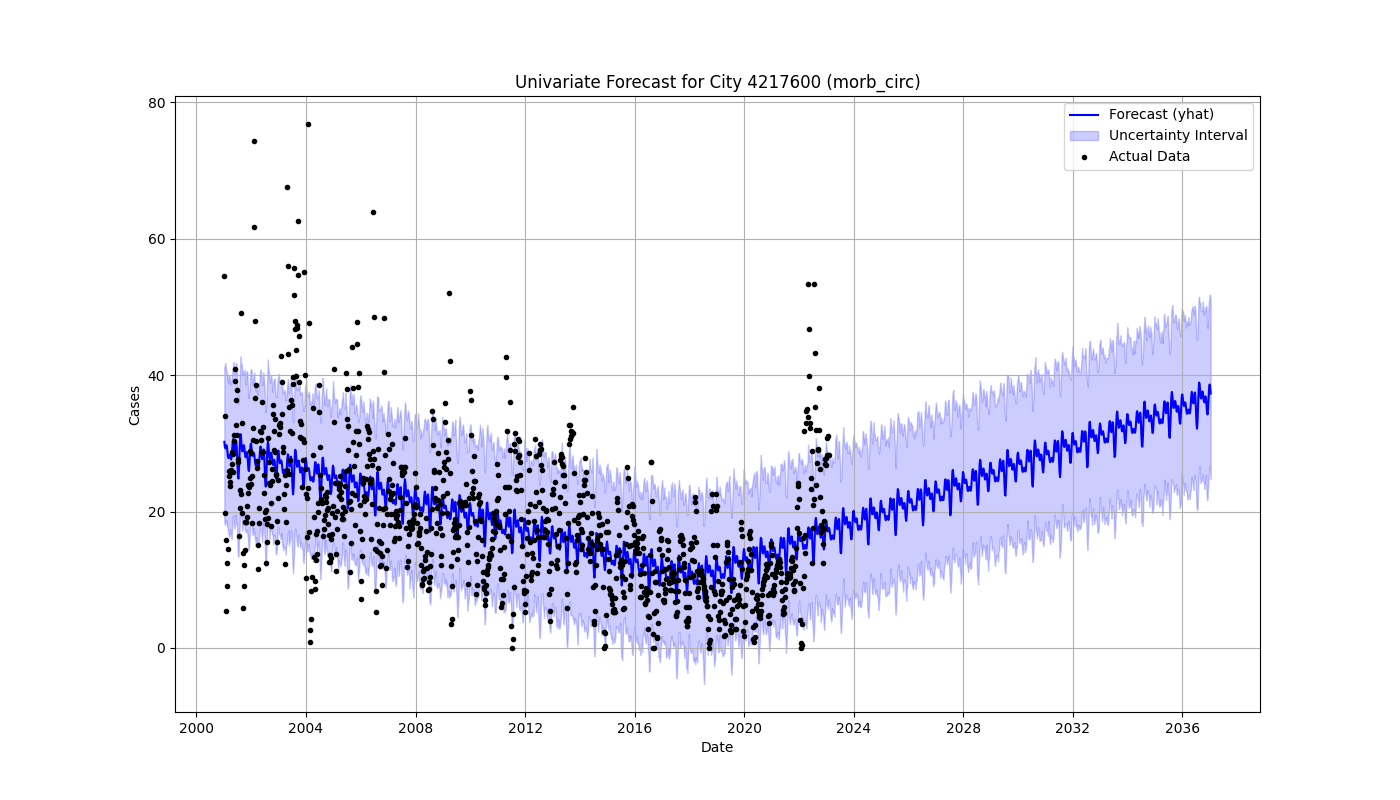 Univariate Forecast for City 4217600 (morb_circ)
Forecast (yhat)
Uncertainty Interval
Actual Data
Cases
80
60
40
20
0
2000 2004 2008 2012 2016 2020 2024 2028 2032 2036
Date